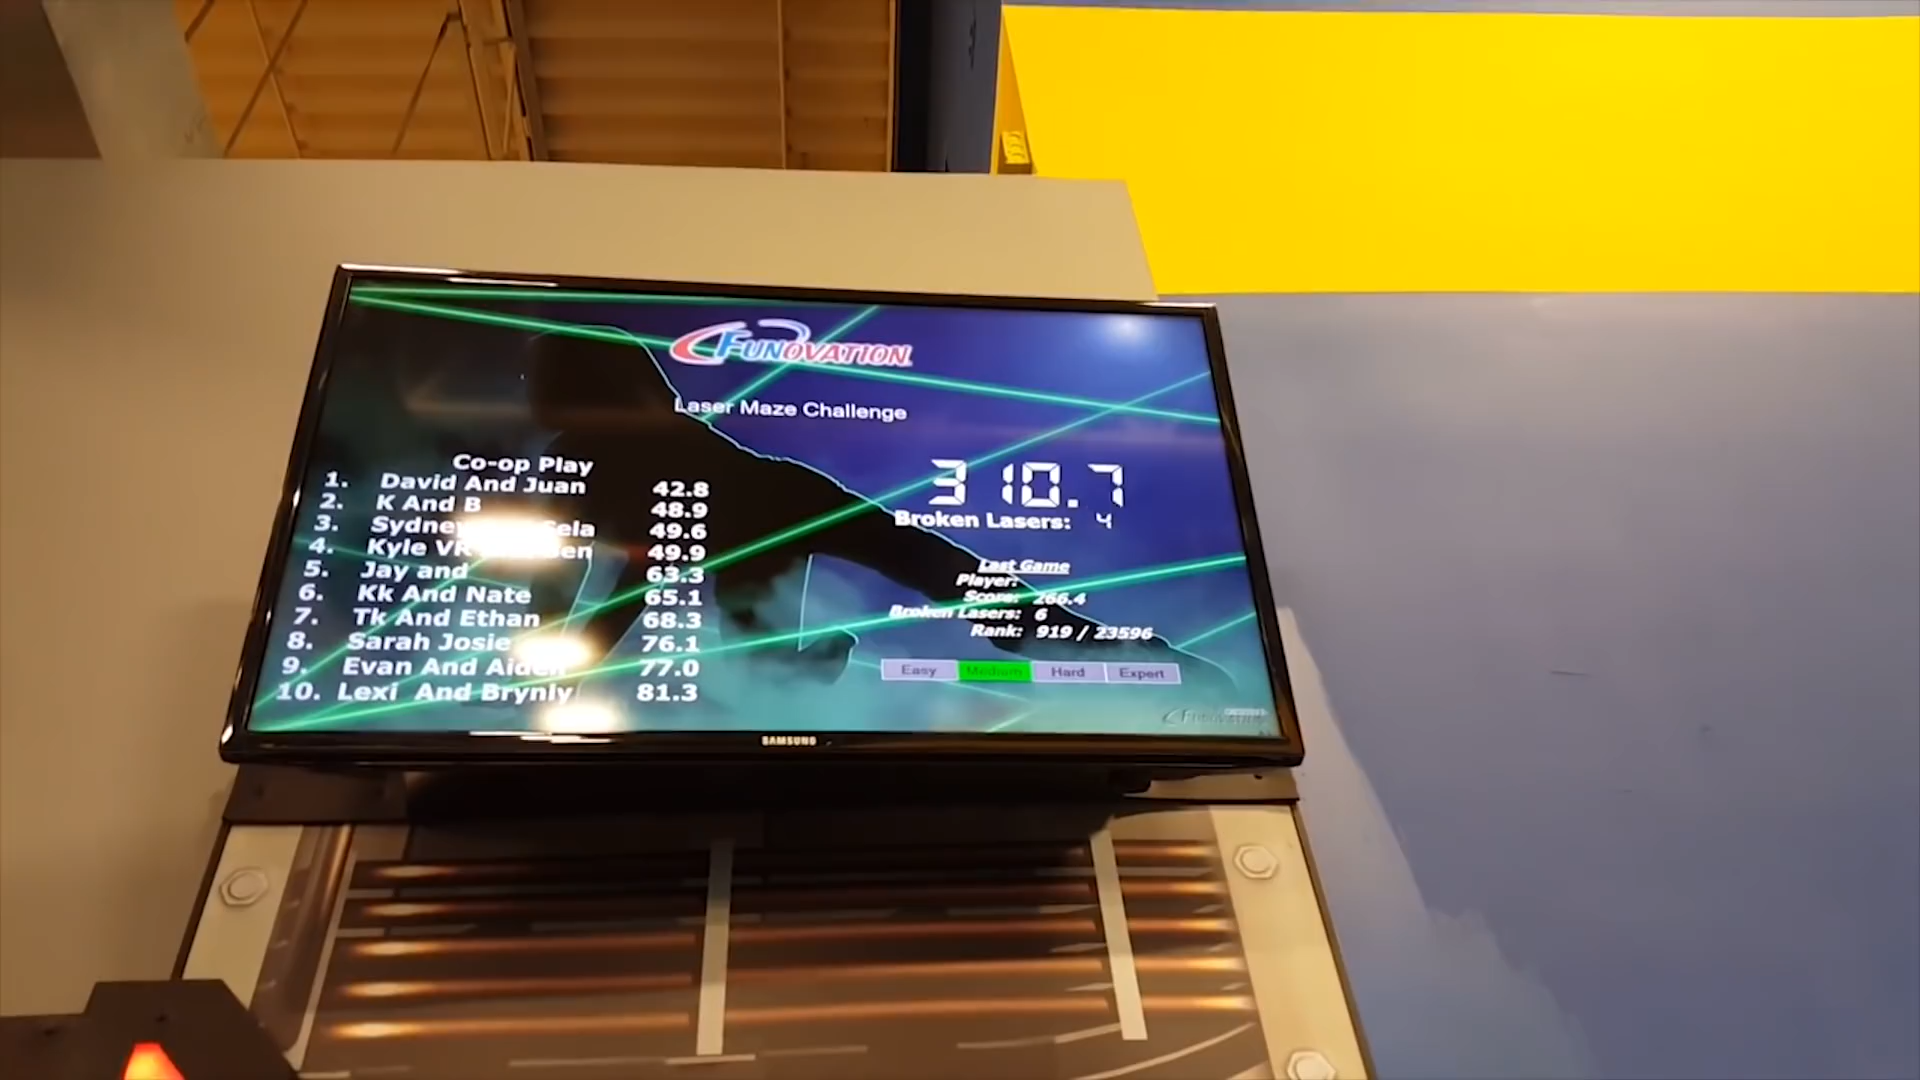 FUNOVATION
Laser Maze Challenge
Co-op Play
1. David And Juan 42.8
2. K And B 48.9
3. Sydney Sela 49.6
4. Kyle 49.9
5. Jay and 63.3
6. Kk And Nate 65.1
7. Tk And Ethan 68.3
8. Sarah Josie 76.1
9. Evan And Aiden 77.0
10. Lexi And Brynly 81.3
310.7
Broken Lasers: 4
Last Game
Player:
Score: 266.4
Broken Lasers: 6
Rank: 919 / 23596
Easy Medium Hard Expert
FUNOVATION
SAMSUNG